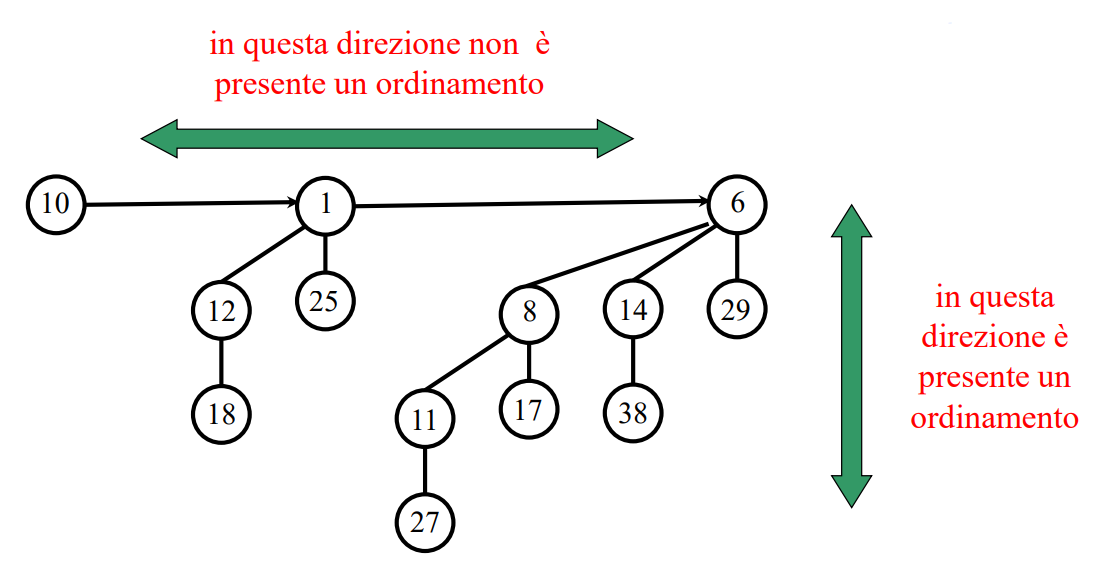 in questa direzione non è
presente un ordinamento
10
1
6
12
25
8
14
29
18
11
17
38
27
in questa
direzione è
presente un
ordinamento